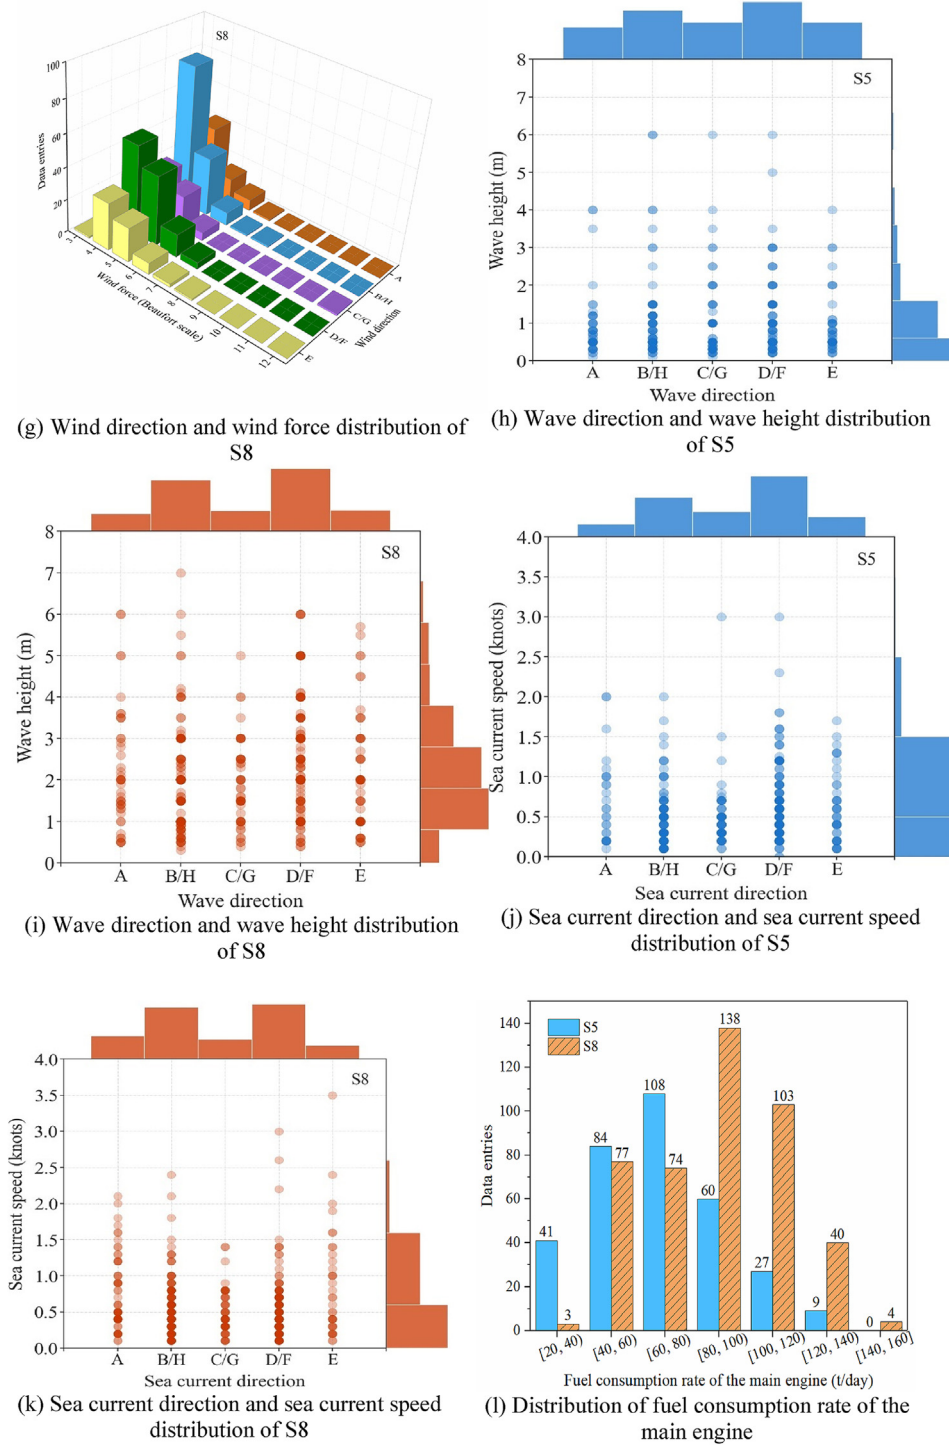 S8
100
80
60
40
20
0
Data entries
3
4
5
6
7
8
9
10
11
12
Wind force (Beaufort scale)
A
B/H
C/G
D/F
E
Wind direction
(g) Wind direction and wind force distribution of
S8
S5
8
7
6
5
4
3
2
1
0
Wave height (m)
A B/H C/G D/F E
Wave direction
(h) Wave direction and wave height distribution
of S5
S8
8
7
6
5
4
3
2
1
0
Wave height (m)
A B/H C/G D/F E
Wave direction
(i) Wave direction and wave height distribution
of S8
S5
4.0
3.5
3.0
2.5
2.0
1.5
1.0
0.5
0.0
Sea current speed (knots)
A B/H C/G D/F E
Sea current direction
(j) Sea current direction and sea current speed
distribution of S5
S8
4.0
3.5
3.0
2.5
2.0
1.5
1.0
0.5
0.0
Sea current speed (knots)
A B/H C/G D/F E
Sea current direction
(k) Sea current direction and sea current speed
distribution of S8
S5
S8
140
120
100
80
60
40
20
0
Data entries
41 3 84 77 108 74 60 138 27 103 9 40 0 4
[20, 40) [40, 60) [60, 80) [80, 100) [100, 120) [120, 140) [140, 160]
Fuel consumption rate of the main engine (t/day)
(l) Distribution of fuel consumption rate of the
main engine